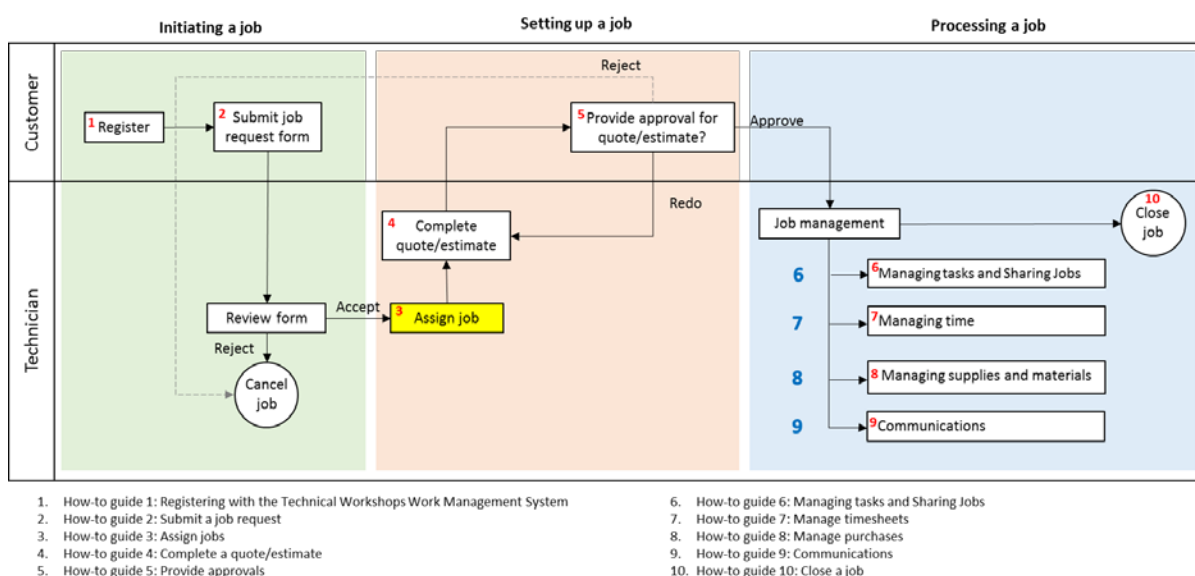 Initiating a job
Setting up a job
Processing a job
Customer
Reject
1 Register
2 Submit job
request form
5 Provide approval for
quote/estimate?
Approve
Technician
4 Complete
quote/estimate
Redo
Job management
10
Close
job
Review form
Accept
3 Assign job
Reject
Cancel
job
6
6 Managing tasks and Sharing Jobs
7
7 Managing time
8
8 Managing supplies and materials
9
9 Communications
1. How-to guide 1: Registering with the Technical Workshops Work Management System
2. How-to guide 2: Submit a job request
3. How-to guide 3: Assign jobs
4. How-to guide 4: Complete a quote/estimate
5. How-to guide 5: Provide approvals
6. How-to guide 6: Managing tasks and Sharing Jobs
7. How-to guide 7: Manage timesheets
8. How-to guide 8: Manage purchases
9. How-to guide 9: Communications
10. How-to guide 10: Close a job